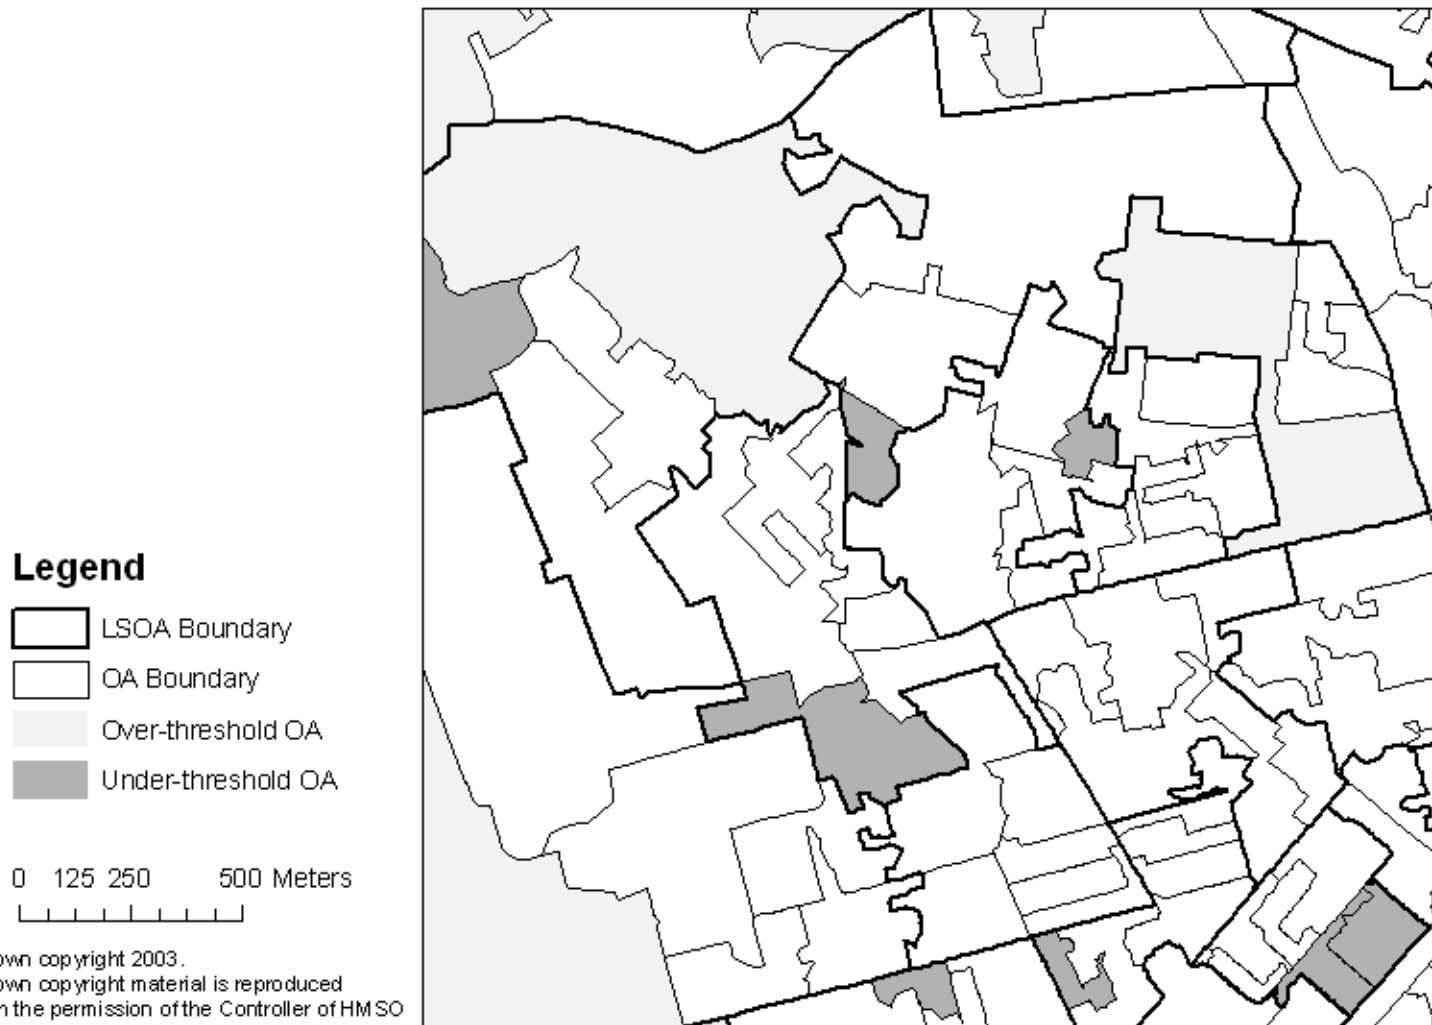 Legend
LSOA Boundary
OA Boundary
Over-threshold OA
Under-threshold OA
0 125 250 500 Meters
own copyright 2003.
own copyright material is reproduced
the permission of the Controller of HMSO